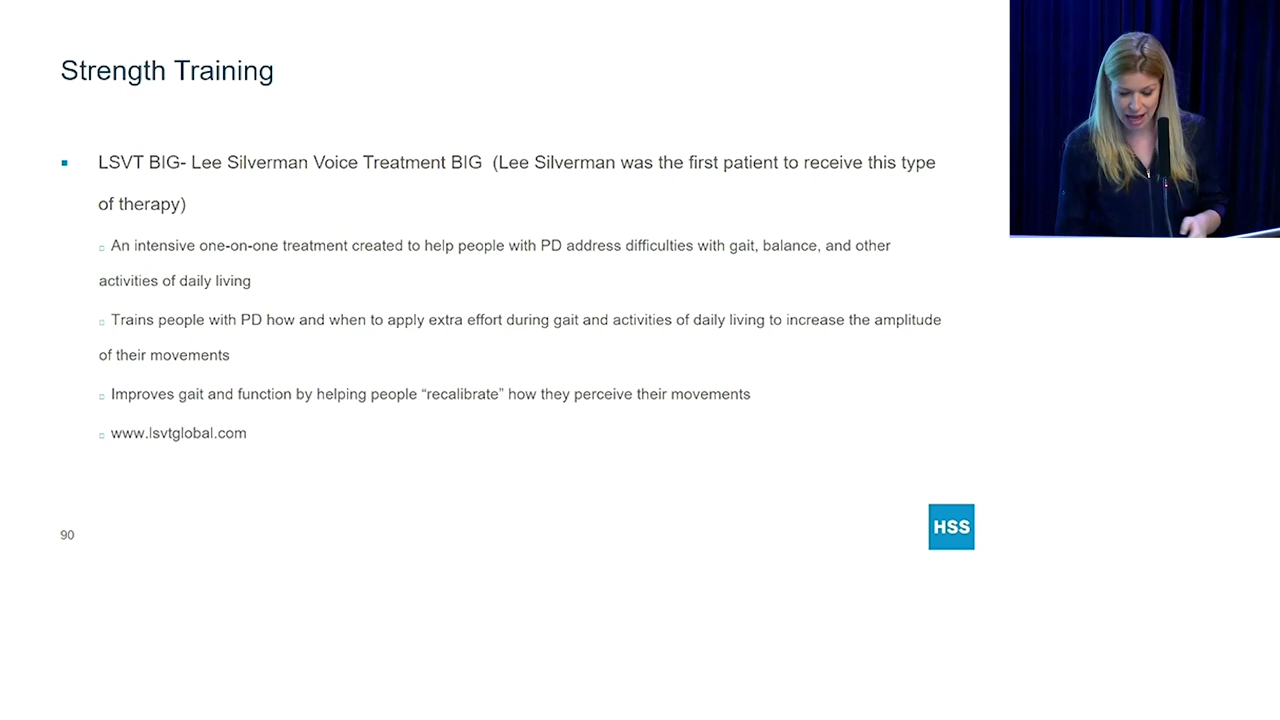 Strength Training
LSVT BIG- Lee Silverman Voice Treatment BIG (Lee Silverman was the first patient to receive this type
of therapy)
An intensive one-on-one treatment created to help people with PD address difficulties with gait, balance, and other
activities of daily living
Trains people with PD how and when to apply extra effort during gait and activities of daily living to increase the amplitude
of their movements
Improves gait and function by helping people “recalibrate” how they perceive their movements
www.lsvtglobal.com
90
HSS